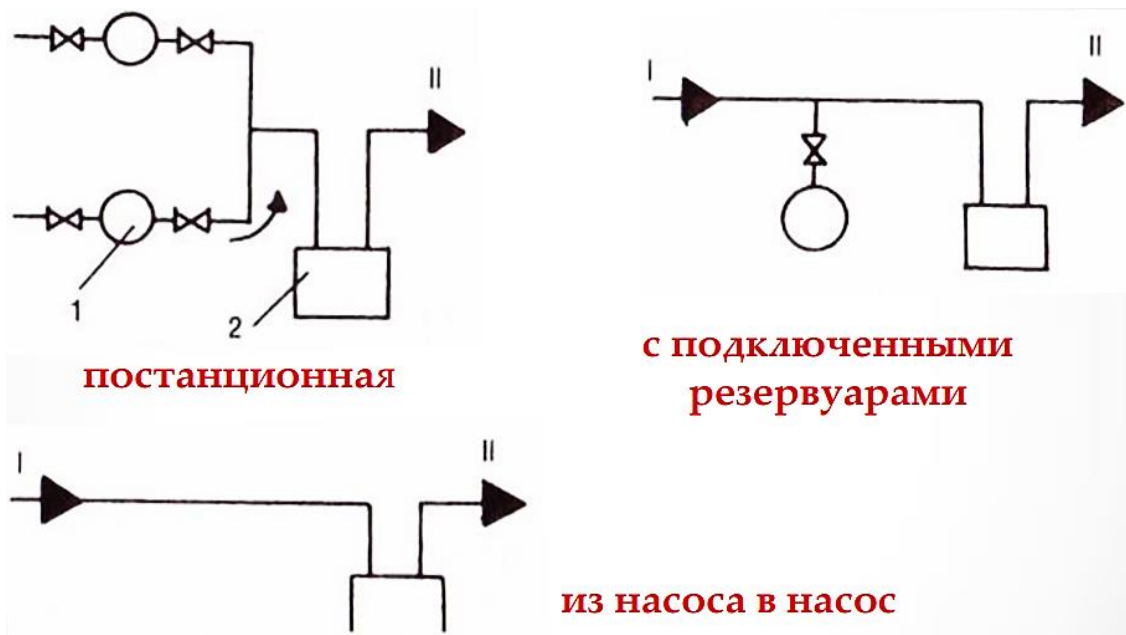 II
1
2
постанционная
I
II
с подключенными
резервуарами
I
II
из насоса в насос